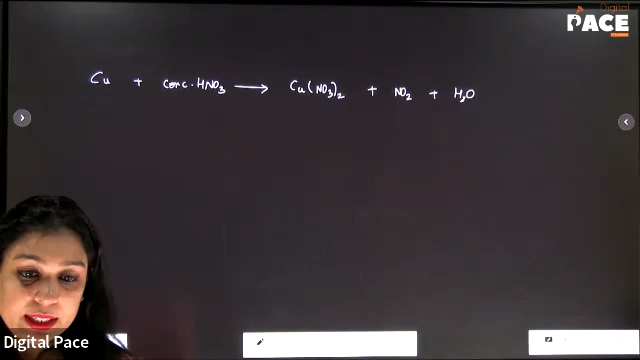 Digital
PACE
Cu + conc. HNO₃ ⟶ Cu(NO₃)₂ + NO₂ + H₂O
Digital Pace